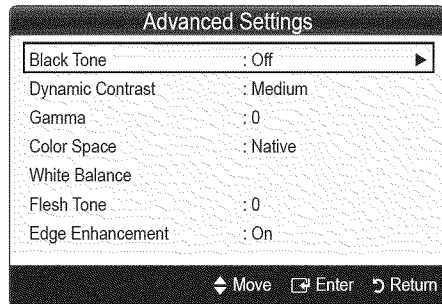 Advanced Settings
Black Tone : Off ►
Dynamic Contrast : Medium
Gamma : 0
Color Space : Native
White Balance
Flesh Tone : 0
Edge Enhancement : On
Move Enter Return